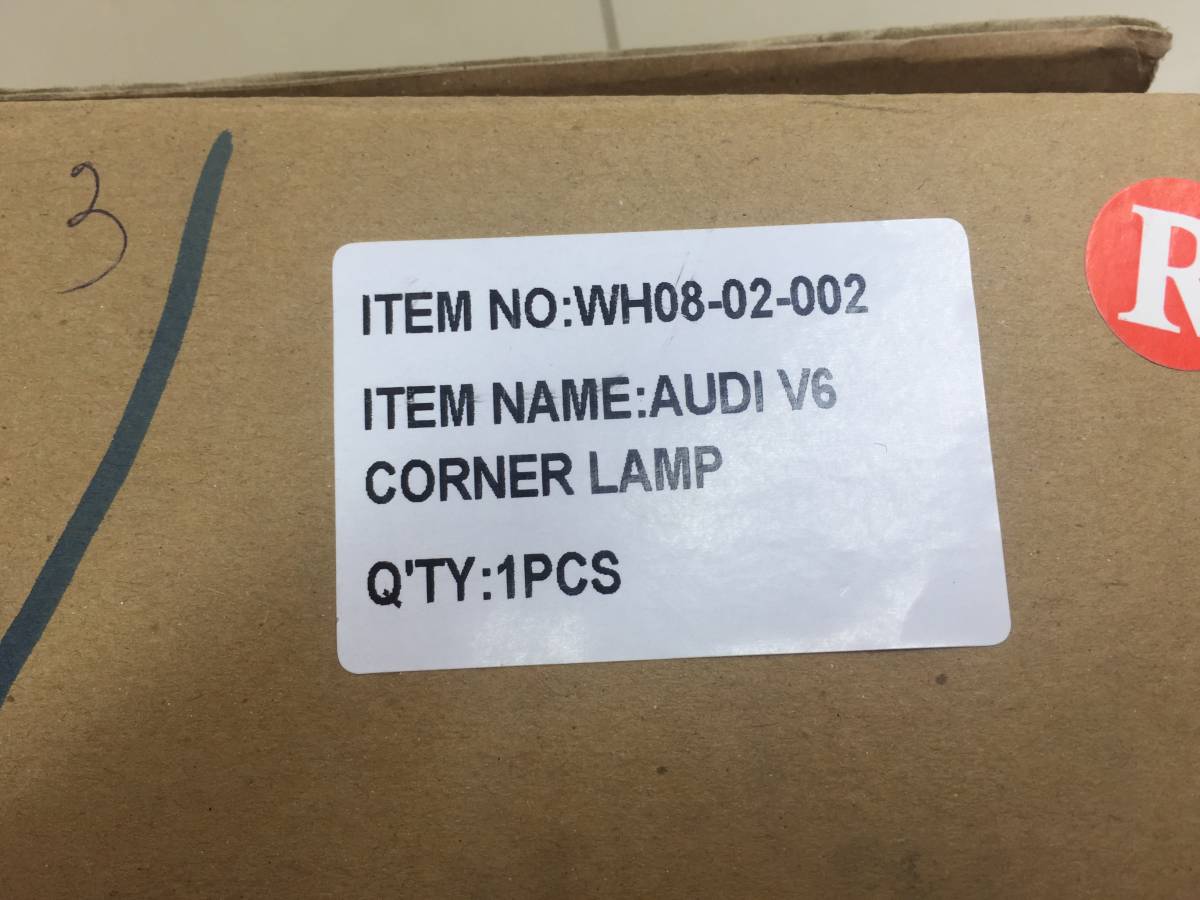 3
R
ITEM NO:WH08-02-002
ITEM NAME:AUDI V6
CORNER LAMP
Q'TY:1PCS